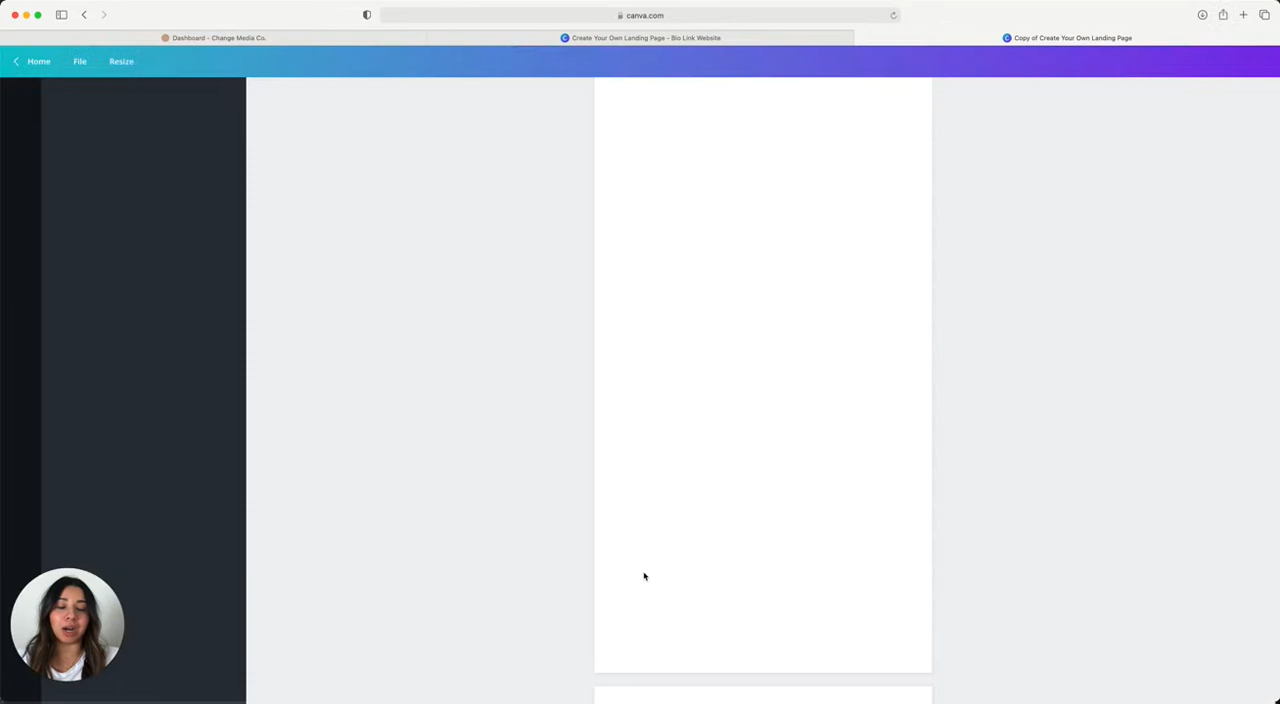 canva.com
Dashboard - Change Media Co.
Create Your Own Landing Page - Bio Link Website
Copy of Create Your Own Landing Page
Home File Resize